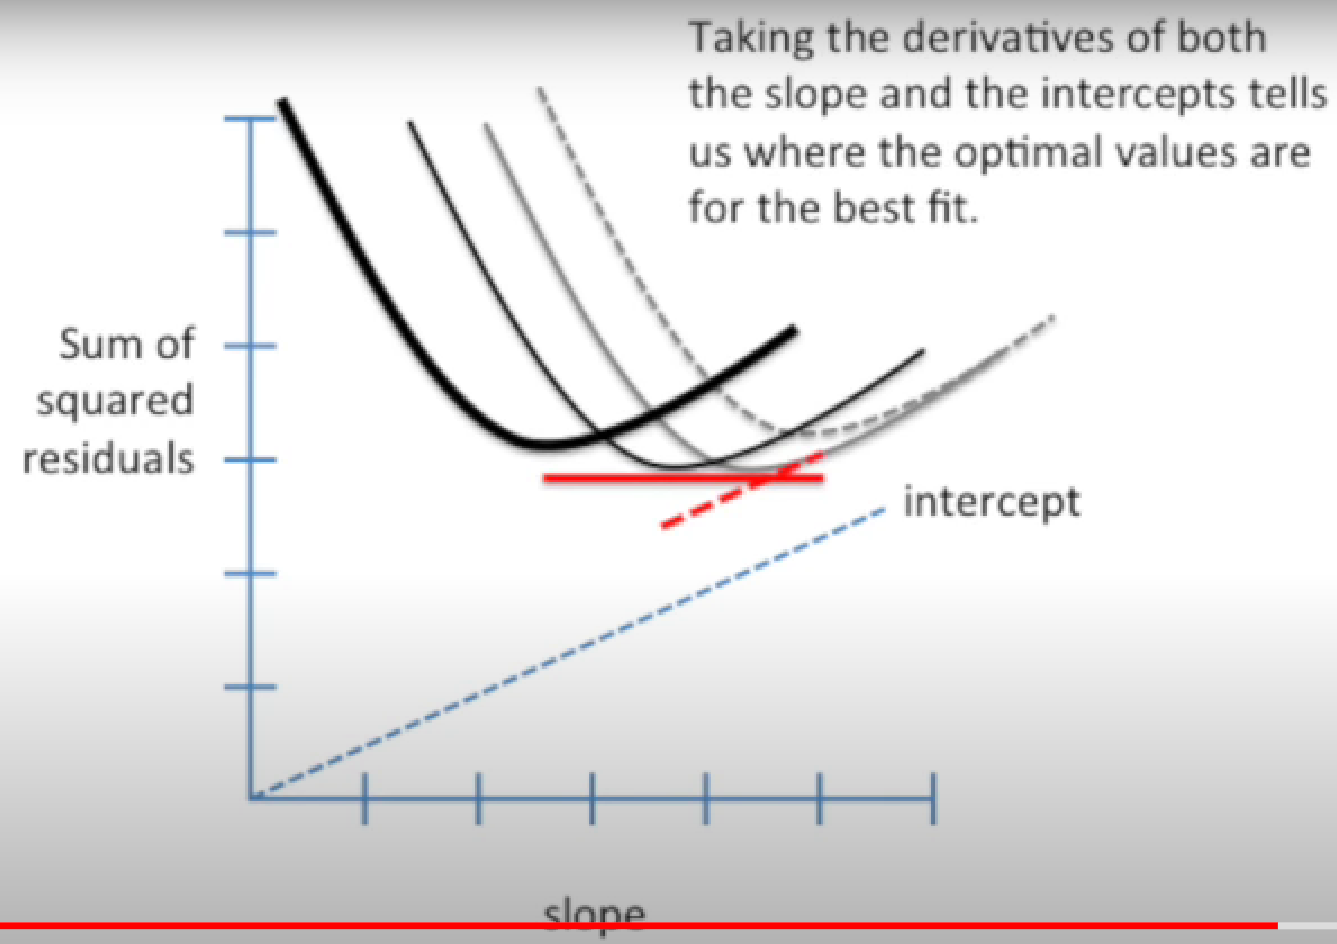 Taking the derivatives of both
the slope and the intercepts tells
us where the optimal values are
for the best fit.
Sum of
squared
residuals
intercept
slope